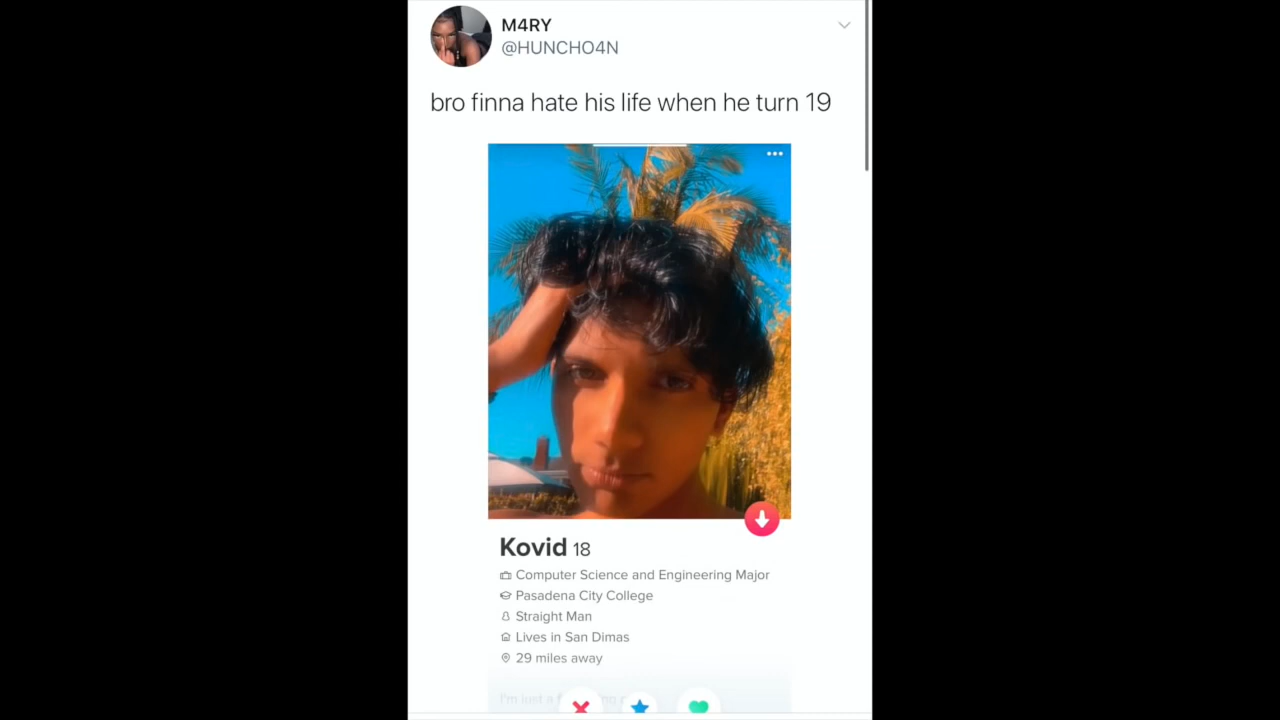 M4RY
@HUNCHO4N
bro finna hate his life when he turn 19
Kovid 18
Computer Science and Engineering Major
Pasadena City College
Straight Man
Lives in San Dimas
29 miles away
I'm just a